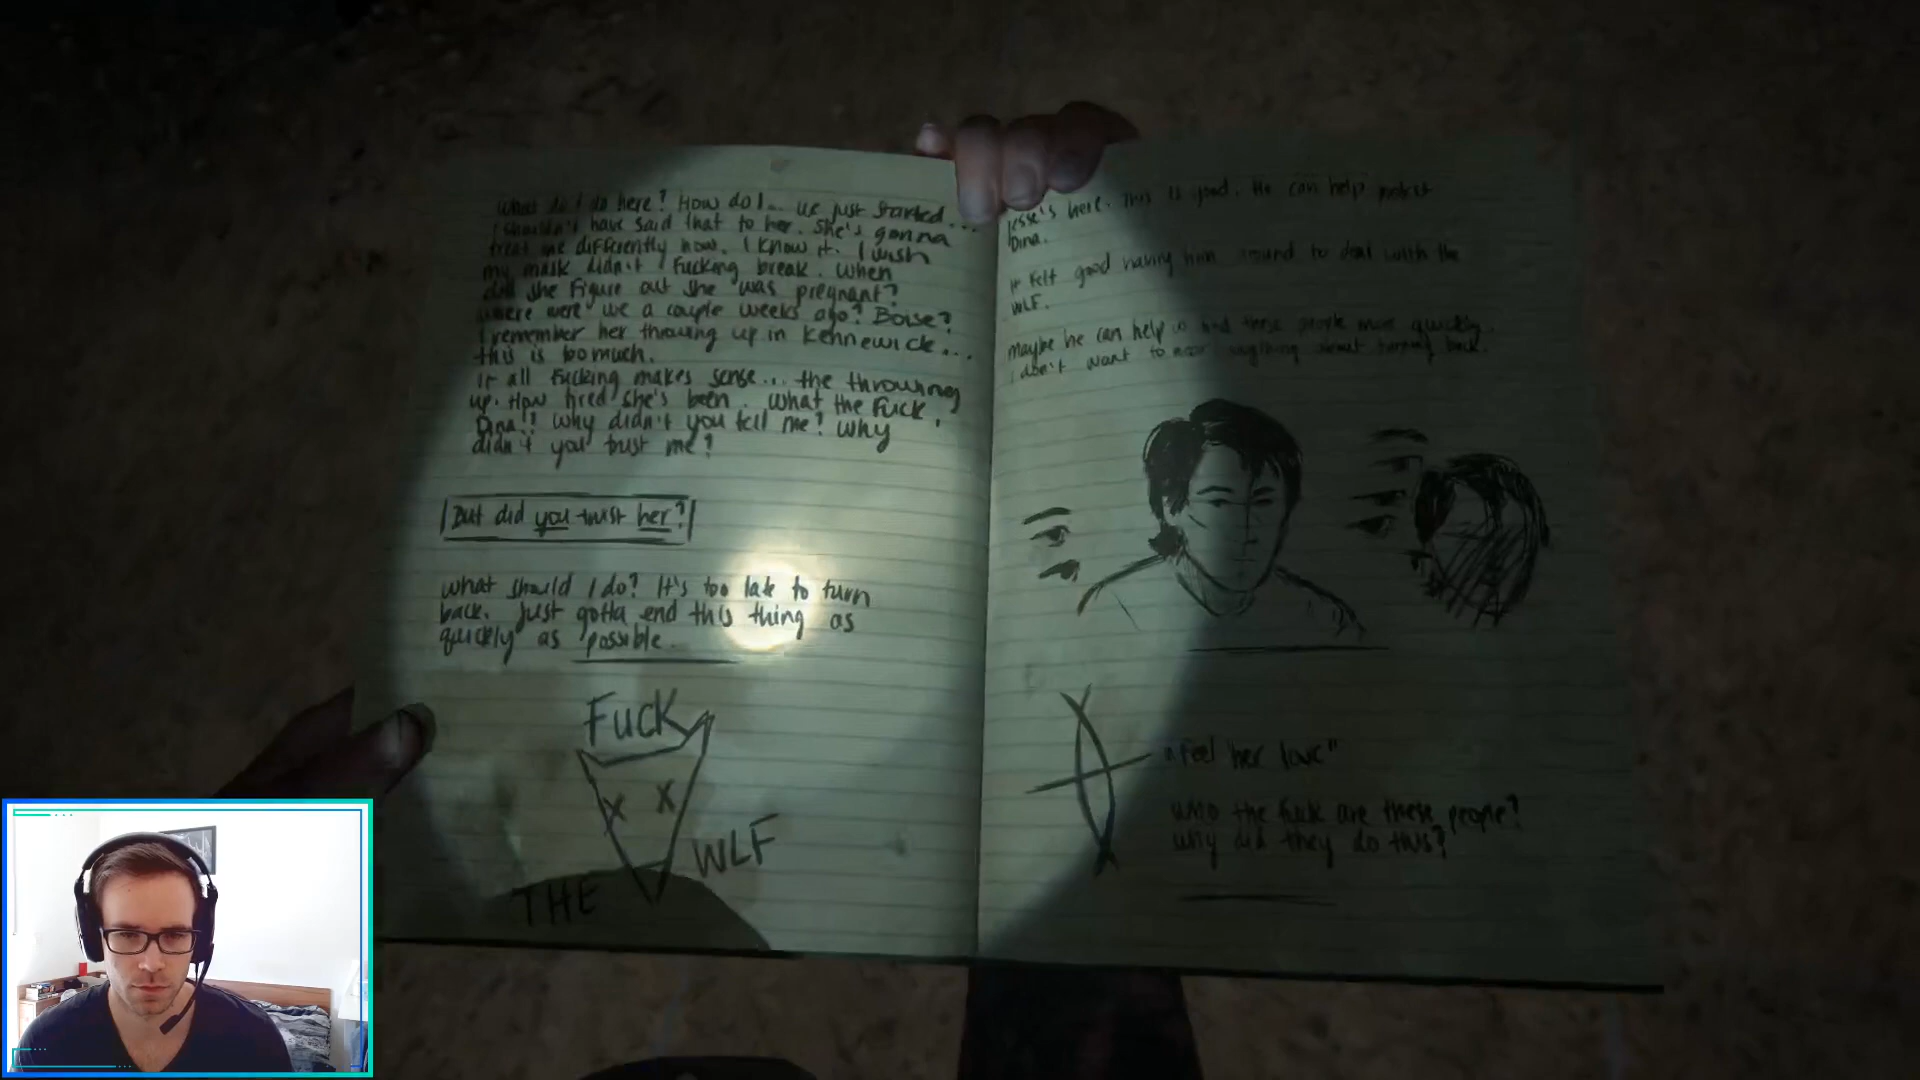 What do I do here? How do I... we just started...
I shouldn't have said that to her. She's gonna
treat me differently now. I know it. I wish
my mask didn't fucking break. When
did she figure out she was pregnant?
where were we a couple weeks ago? Boise?
I remember her throwing up in Kennewick...
this is too much.
It all fucking makes sense... the throwing
up. How tired she's been. What the fuck,
Dina!! Why didn't you tell me? Why
didn't you trust me?
But did you trust her?
what should I do? It's too late to turn
back. Just gotta end this thing as
quickly as possible.
Fuck
THE
WLF
Jesse's here. This is good. He can help protect
Dina.
It felt good having him around to deal with the
WLF.
maybe he can help us find these people more quickly.
I don't want to hear anything about turning back.
"Feel her love"
who the fuck are these people?
why did they do this?